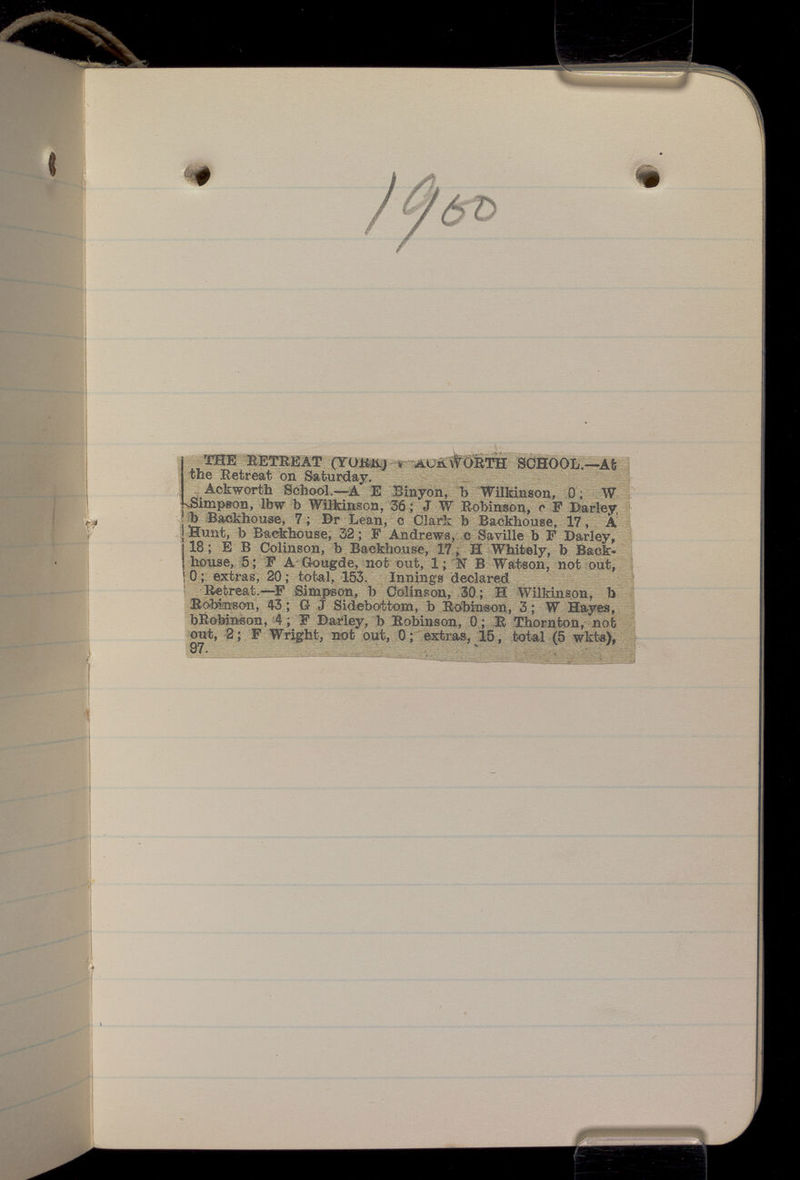 1900
THE RETREAT (YORK) v ACKWORTH SCHOOL.—At
the Retreat on Saturday.
Ackworth School.—A E Binyon, b Wilkinson, 0; W
Simpson, lbw b Wilkinson, 36; J W Robinson, c F Darley
b Backhouse, 7; Dr Lean, c Clark b Backhouse, 17, A
Hunt, b Backhouse, 32; F Andrews, c Saville b F Darley,
18; E B Colinson, b Backhouse, 17; H Whitely, b Back-
house, 5; F A Gougde, not out, 1; N B Watson, not out,
0; extras, 20; total, 153. Innings declared
Retreat.—F Simpson, b Colinson, 30; H Wilkinson, b
Robinson, 43; G J Sidebottom, b Robinson, 3; W Hayes,
bRobinson, 4; F Darley, b Robinson, 0; R Thornton, not
out, 2; F Wright, not out, 0; extras, 15, total (5 wkts),
97.